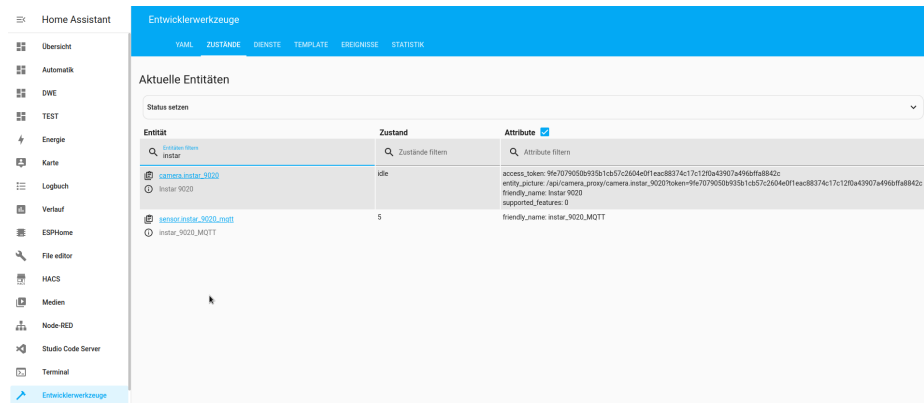 Home Assistant
Entwicklerwerkzeuge
YAML ZUSTÄNDE DIENSTE TEMPLATE EREIGNISSE STATISTIK
Übersicht
Automatik
DWE
TEST
Energie
Karte
Logbuch
Verlauf
ESPHome
File editor
HACS
Medien
Node-RED
Studio Code Server
Terminal
Entwicklerwerkzeuge
Aktuelle Entitäten
Status setzen
Entität Zustand Attribute
Entitäten filtern
instar
Zustände filtern
Attribute filtern
camera.instar_9020
Instar 9020
idle
access_token: 9fe7079050b935b1cb57c2604e0f1eac88374c17c12f0a43907a496bffa8842c
entity_picture: /api/camera_proxy/camera.instar_9020?token=9fe7079050b935b1cb57c2604e0f1eac88374c17c12f0a43907a496bffa8842c
friendly_name: Instar 9020
supported_features: 0
sensor.instar_9020_mqtt
instar_9020_MQTT
5
friendly_name: instar_9020_MQTT